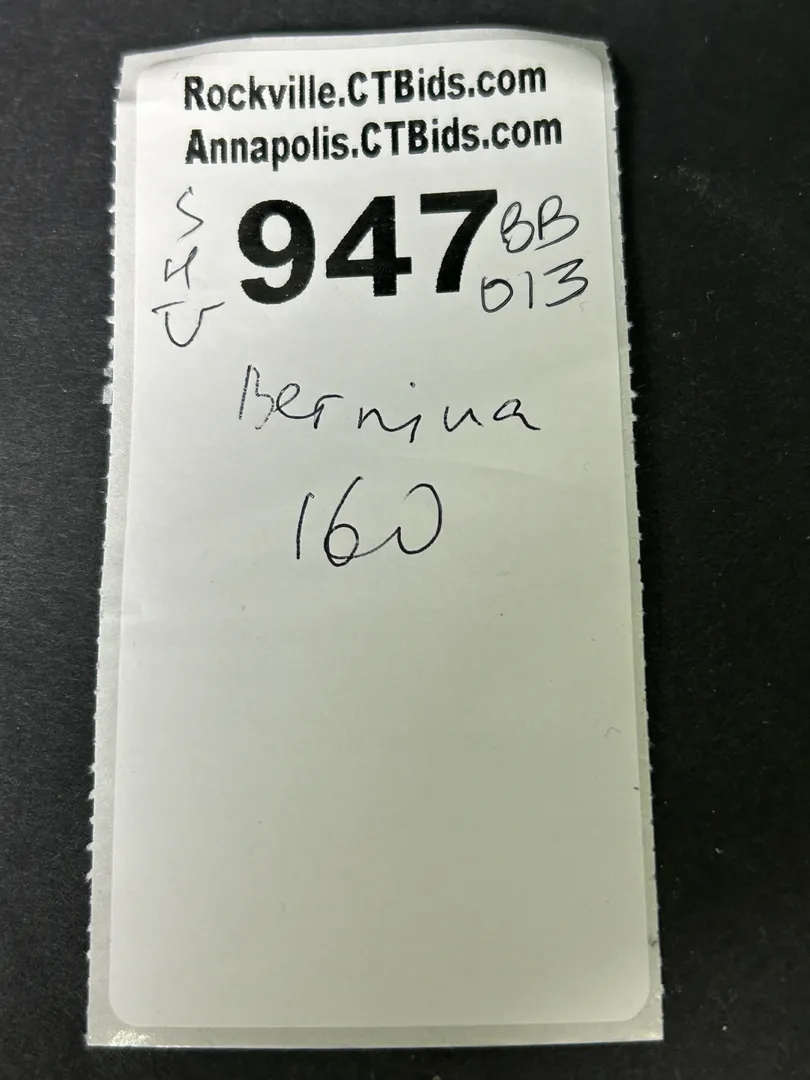 Rockville.CTBids.com
Annapolis.CTBids.com
S
H
947
BB
013
Bernina
160